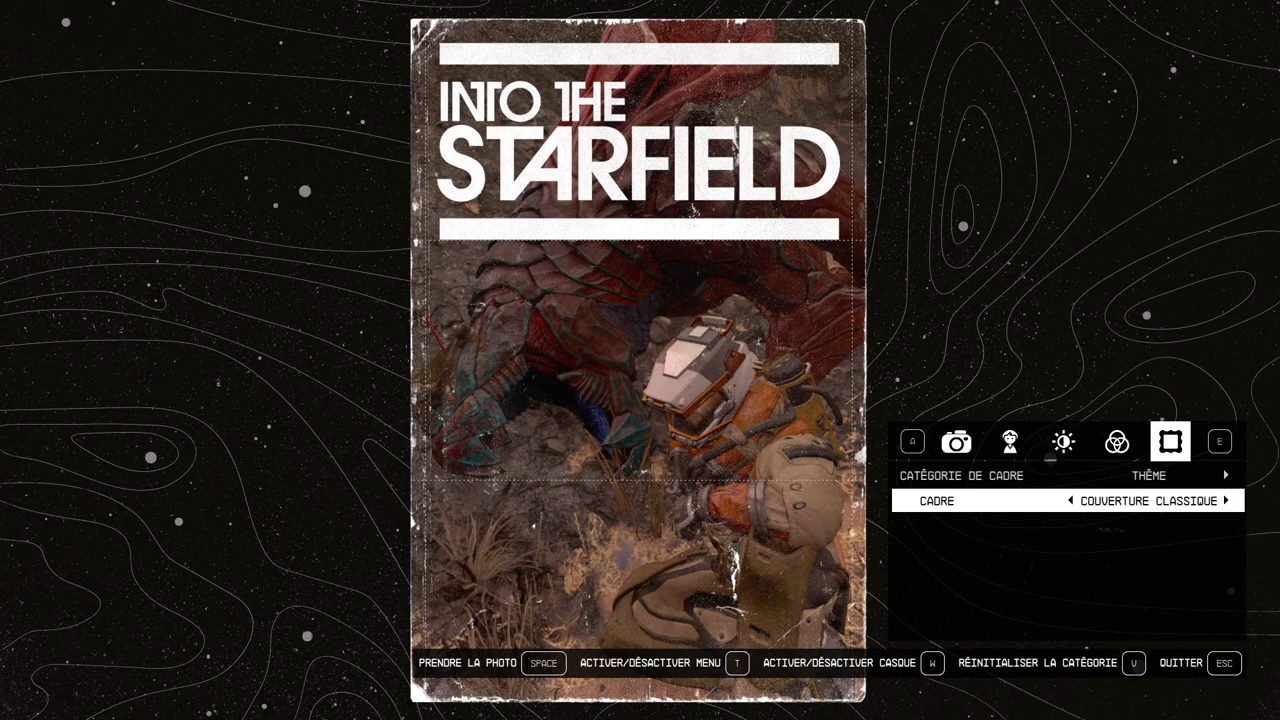 INTO THE
STARFIELD
A
E
CATÉGORIE DE CADRE THÈME
CADRE COUVERTURE CLASSIQUE
PRENDRE LA PHOTO SPACE ACTIVER/DÉSACTIVER MENU T ACTIVER/DÉSACTIVER CASQUE W RÉINITIALISER LA CATÉGORIE V QUITTER ESC